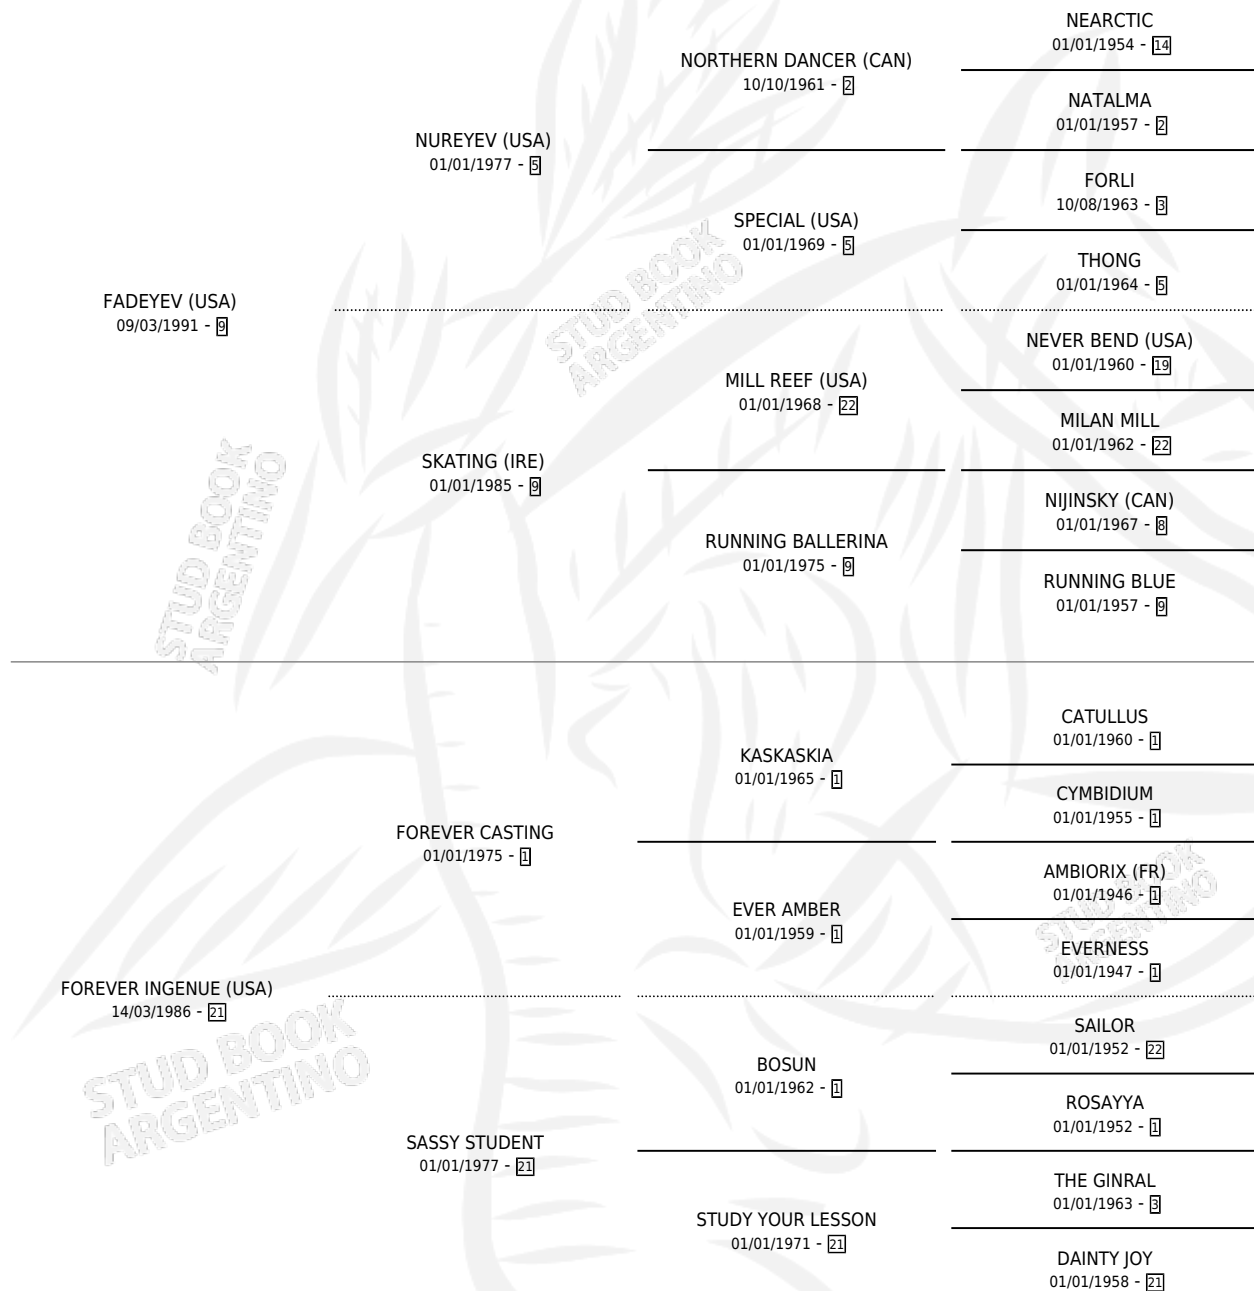 NEARCTIC
01/01/1954 - 14
NORTHERN DANCER (CAN)
10/10/1961 - 2
NATALMA
01/01/1957 - 2
NUREYEV (USA)
01/01/1977 - 5
FORLI
10/08/1963 - 3
SPECIAL (USA)
01/01/1969 - 5
THONG
01/01/1964 - 5
FADEYEV (USA)
09/03/1991 - 9
NEVER BEND (USA)
01/01/1960 - 19
MILL REEF (USA)
01/01/1968 - 22
MILAN MILL
01/01/1962 - 22
SKATING (IRE)
01/01/1985 - 9
NIJINSKY (CAN)
01/01/1967 - 8
RUNNING BALLERINA
01/01/1975 - 9
RUNNING BLUE
01/01/1957 - 9
CATULLUS
01/01/1960 - 1
KASKASKIA
01/01/1965 - 1
CYMBIDIUM
01/01/1955 - 1
FOREVER CASTING
01/01/1975 - 1
AMBIORIX (FR)
01/01/1946 - 1
EVER AMBER
01/01/1959 - 1
EVERNESS
01/01/1947 - 1
FOREVER INGENUE (USA)
14/03/1986 - 21
SAILOR
01/01/1952 - 22
BOSUN
01/01/1962 - 1
ROSAYYA
01/01/1952 - 1
SASSY STUDENT
01/01/1977 - 21
THE GINRAL
01/01/1963 - 3
STUDY YOUR LESSON
01/01/1971 - 21
DAINTY JOY
01/01/1958 - 21
STUD BOOK
ARGENTINO
STUD BOOK
ARGENTINO
STUD BOOK
ARGENTINO
STUD BOOK
ARGENTINO